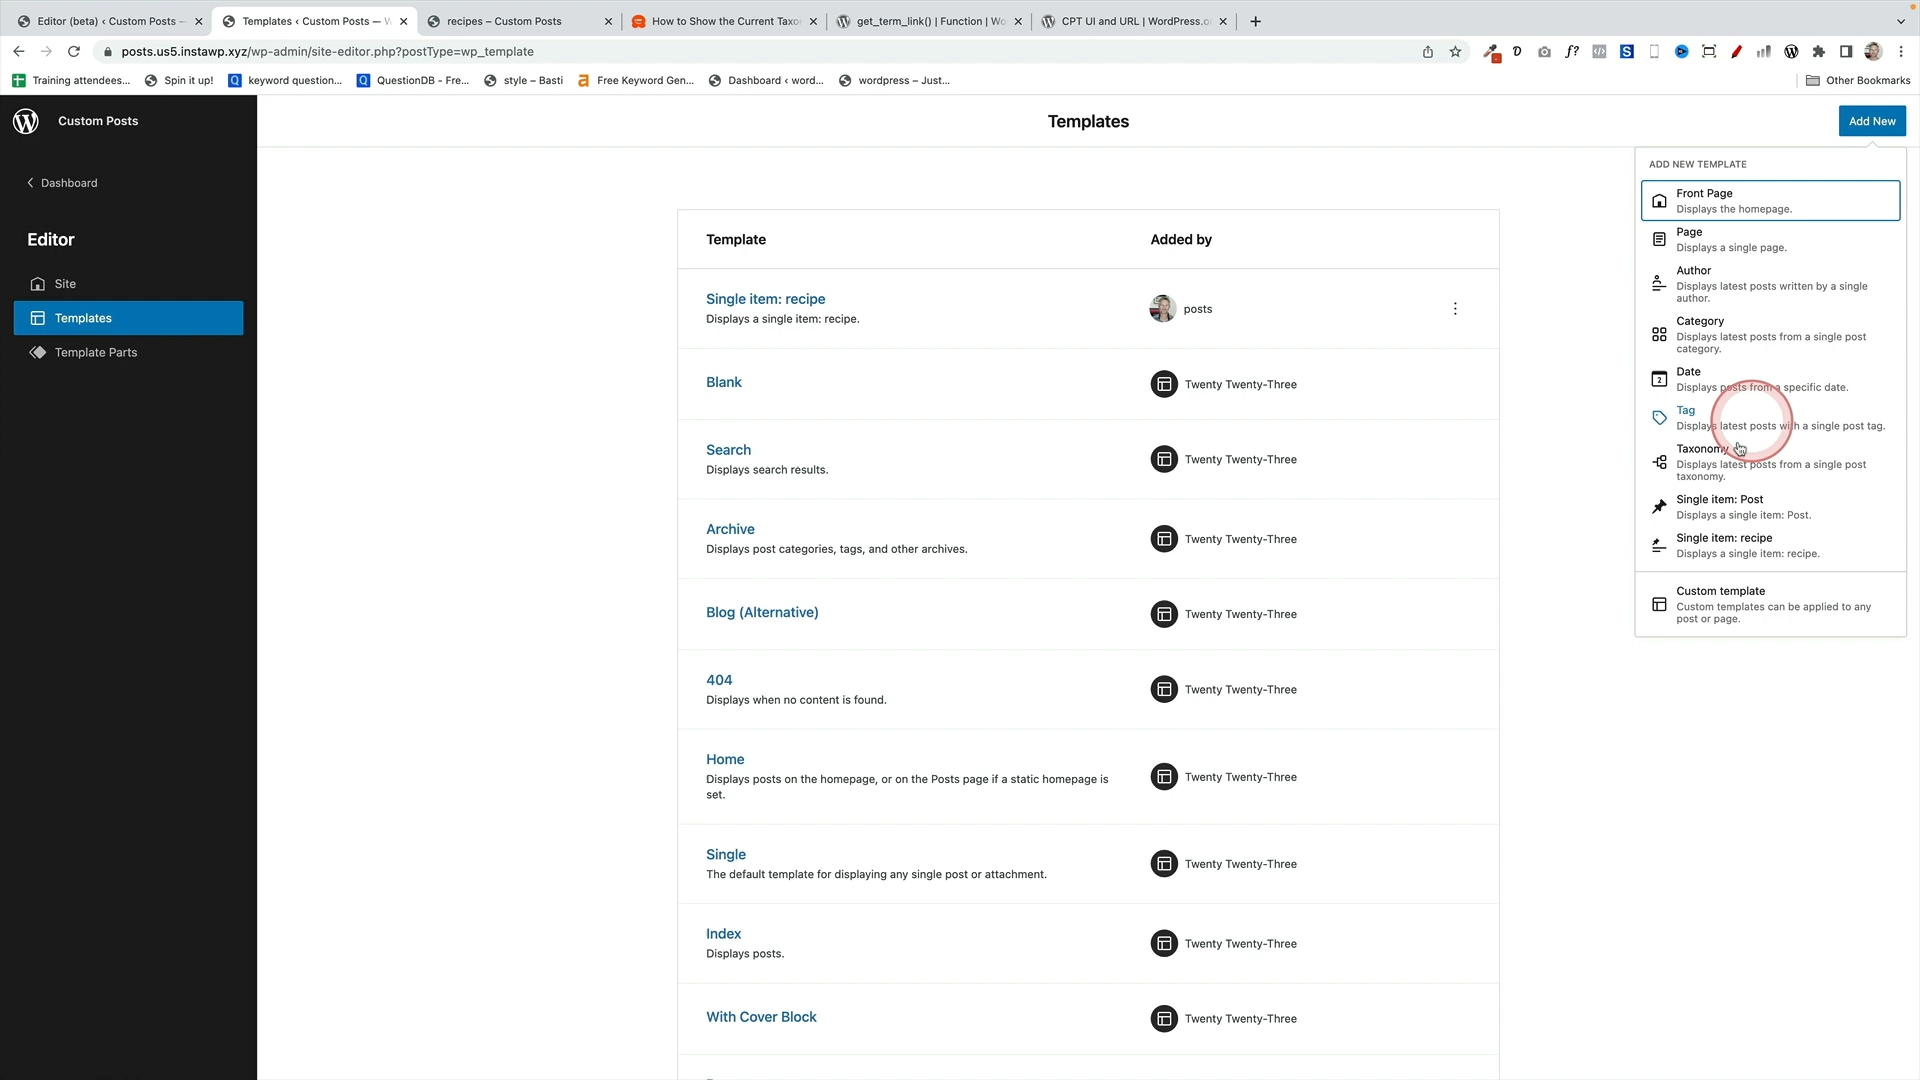 Editor (beta) ‹ Custom Posts —
Templates ‹ Custom Posts — W
recipes – Custom Posts
How to Show the Current Taxo
get_term_link() | Function | Wo
CPT UI and URL | WordPress.o
posts.us5.instawp.xyz/wp-admin/site-editor.php?postType=wp_template
Training attendees...
Spin it up!
keyword question...
QuestionDB - Fre...
style – Basti
Free Keyword Gen...
Dashboard ‹ word...
wordpress – Just...
Other Bookmarks
Custom Posts
Templates
Add New
Dashboard
Editor
Site
Templates
Template Parts
Template
Added by
Single item: recipe
Displays a single item: recipe.
posts
Blank
Twenty Twenty-Three
Search
Displays search results.
Twenty Twenty-Three
Archive
Displays post categories, tags, and other archives.
Twenty Twenty-Three
Blog (Alternative)
Twenty Twenty-Three
404
Displays when no content is found.
Twenty Twenty-Three
Home
Displays posts on the homepage, or on the Posts page if a static homepage is
set.
Twenty Twenty-Three
Single
The default template for displaying any single post or attachment.
Twenty Twenty-Three
Index
Displays posts.
Twenty Twenty-Three
With Cover Block
Twenty Twenty-Three
ADD NEW TEMPLATE
Front Page
Displays the homepage.
Page
Displays a single page.
Author
Displays latest posts written by a single
author.
Category
Displays latest posts from a single post
category.
Date
Displays posts from a specific date.
Tag
Displays latest posts with a single post tag.
Taxonomy
Displays latest posts from a single post
taxonomy.
Single item: Post
Displays a single item: Post.
Single item: recipe
Displays a single item: recipe.
Custom template
Custom templates can be applied to any
post or page.